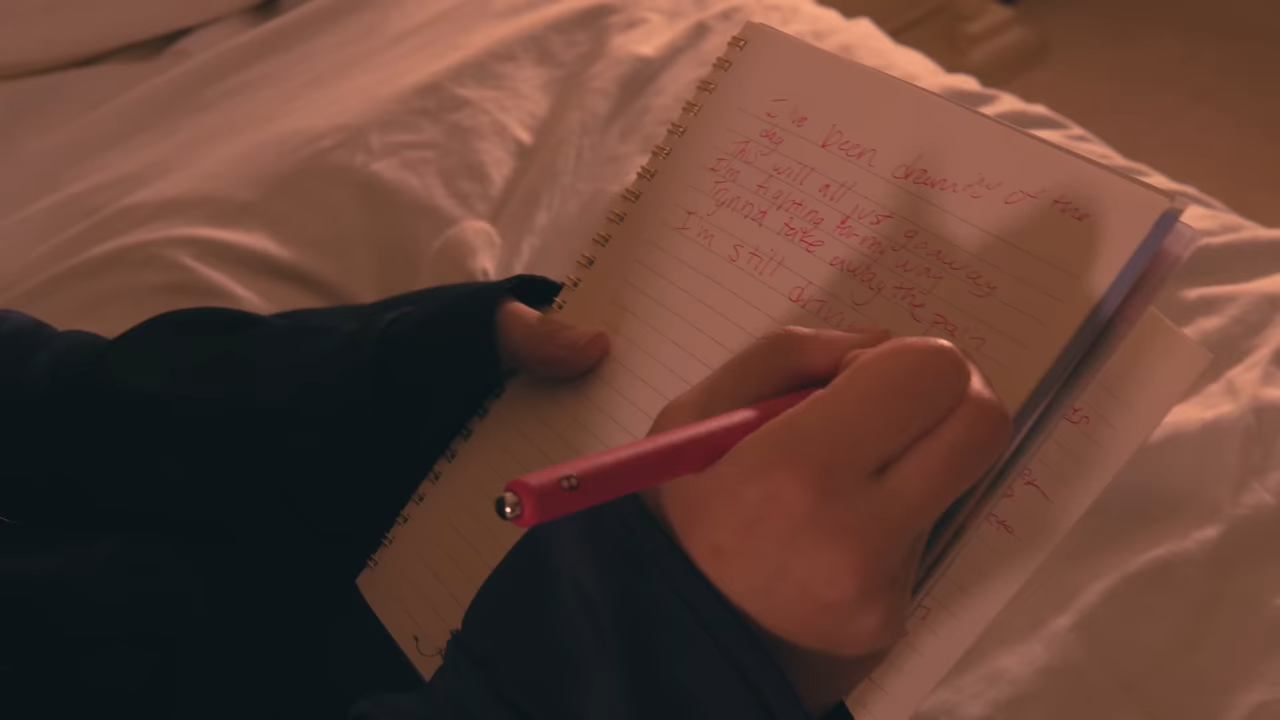 I've been dreaming of the
day
This will all jus go away
I'm fighting for my way
Gonna take away the pain
I'm still